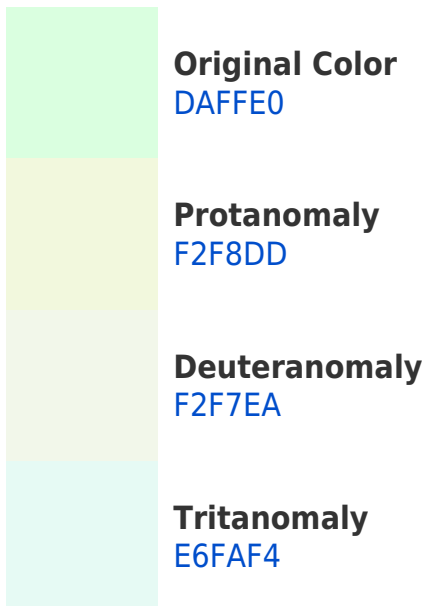 Original Color
DAFFE0
Protanomaly
F2F8DD
Deuteranomaly
F2F7EA
Tritanomaly
E6FAF4